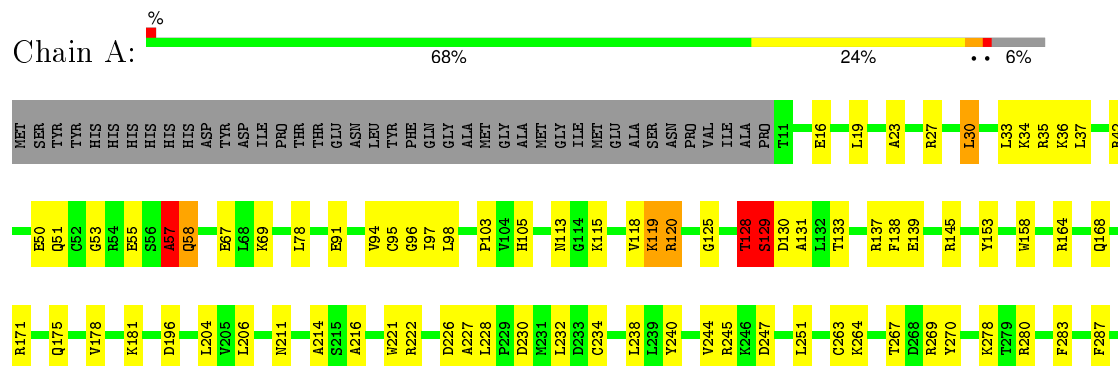 %
Chain A:
68% 24% • • 6%
MET SER TYR TYR HIS HIS HIS HIS HIS HIS ASP TYR ASP ILE PRO THR THR GLU ASN LEU TYR PHE GLN GLY ALA MET GLY ALA MET GLY ILE MET GLU ALA SER ASN PRO VAL ILE ALA PRO T11 E16 L19 A23 R27 L30 L33 K34 R35 K36 L37
E50 Q51 C52 G53 R54 E55 S56 A57 Q58 E67 L68 K69 L78 E91 V94 C95 G96 I97 L98 P103 V104 H105 N113 G114 K115 V118 K119 R120 G125 T128 S129 D130 A131 L132 T133 R137 F138 E139 R145 Y153 W158 R164 Q168
R171 Q175 V178 K181 D196 L204 V205 L206 N211 A214 S215 A216 W221 R222 D226 A227 L228 P229 D230 M231 L232 D233 C234 L238 L239 Y240 V244 R245 K246 D247 L251 C263 K264 T267 D268 R269 Y270 K278 T279 R280 F283 F287